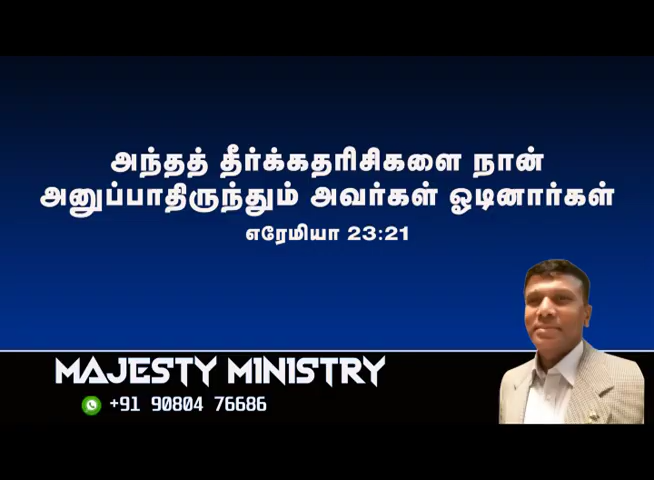 அந்தத் தீர்க்கதரிசிகளை நான்
அனுப்பாதிருந்தும் அவர்கள் ஓடினார்கள்
எரேமியா 23:21
MAJESTY MINISTRY
+91 90804 76686